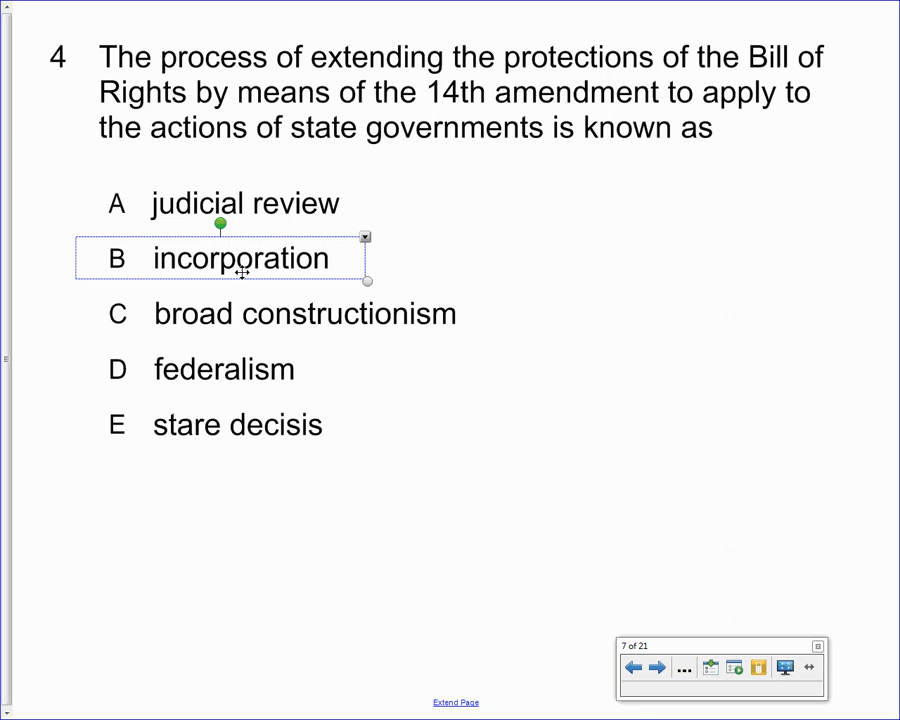 4 The process of extending the protections of the Bill of
Rights by means of the 14th amendment to apply to
the actions of state governments is known as
A judicial review
B incorporation
C broad constructionism
D federalism
E stare decisis
7 of 21
Extend Page